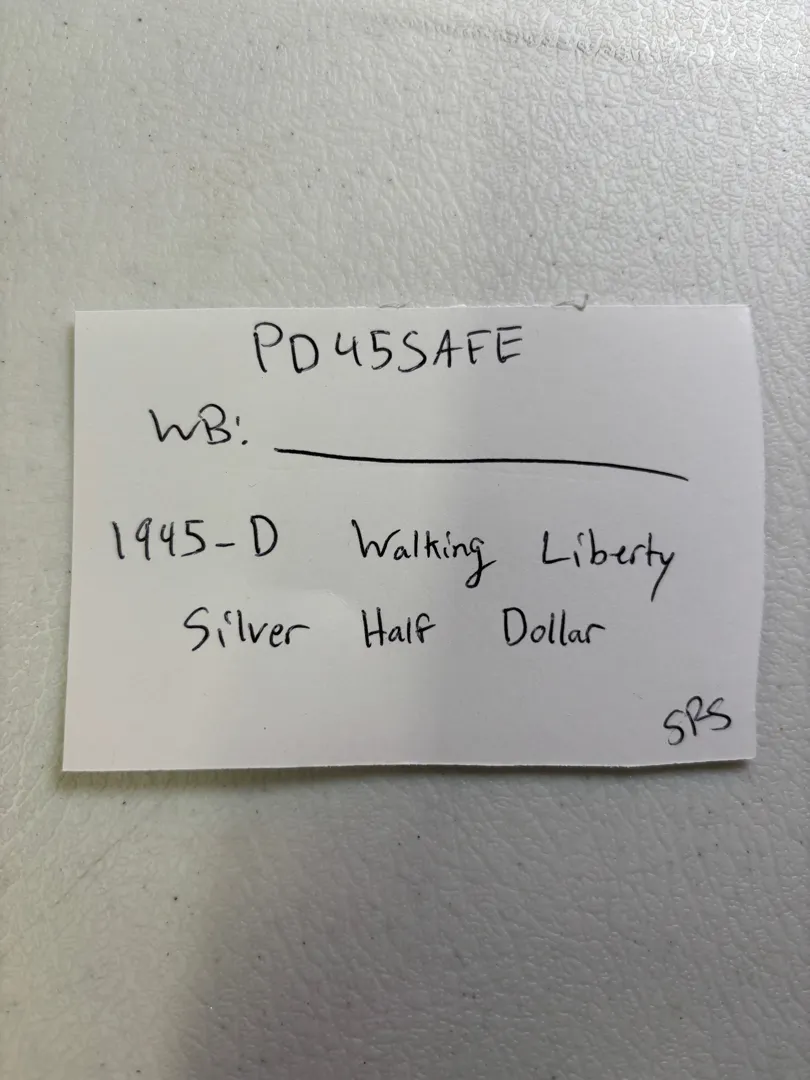 PD45SAFE
WB: ___________
1945-D Walking Liberty
Silver Half Dollar
SRS